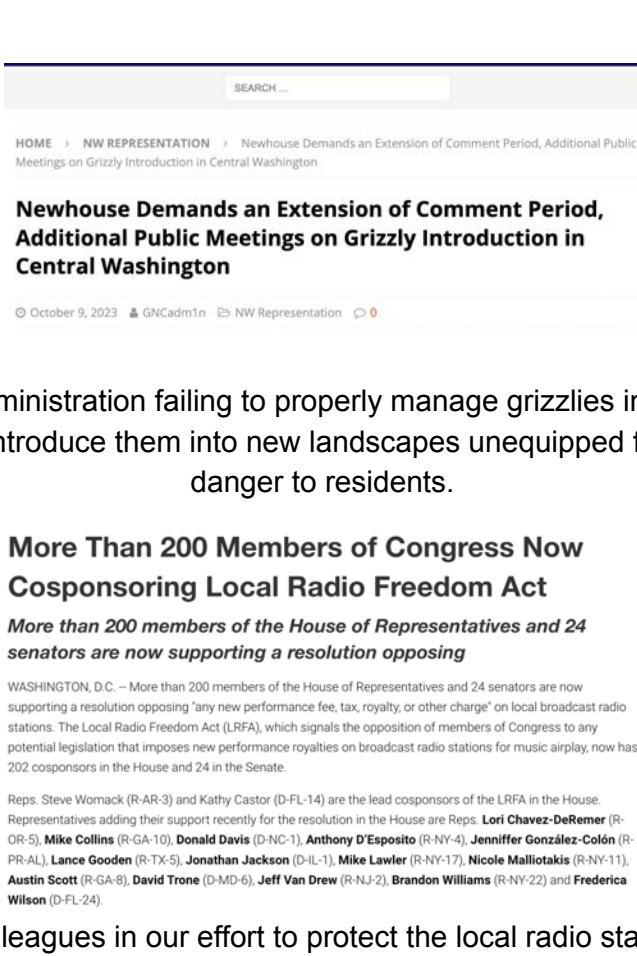 SEARCH ...
HOME > NW REPRESENTATION > Newhouse Demands an Extension of Comment Period, Additional Public
Meetings on Grizzly Introduction in Central Washington
Newhouse Demands an Extension of Comment Period,
Additional Public Meetings on Grizzly Introduction in
Central Washington
October 9, 2023 GNCadm1n NW Representation 0
ministration failing to properly manage grizzlies in
ntroduce them into new landscapes unequipped f
danger to residents.
More Than 200 Members of Congress Now
Cosponsoring Local Radio Freedom Act
More than 200 members of the House of Representatives and 24
senators are now supporting a resolution opposing
WASHINGTON, D.C. -- More than 200 members of the House of Representatives and 24 senators are now
supporting a resolution opposing "any new performance fee, tax, royalty, or other charge" on local broadcast radio
stations. The Local Radio Freedom Act (LRFA), which signals the opposition of members of Congress to any
potential legislation that imposes new performance royalties on broadcast radio stations for music airplay, now has
202 cosponsors in the House and 24 in the Senate.
Reps. Steve Womack (R-AR-3) and Kathy Castor (D-FL-14) are the lead cosponsors of the LRFA in the House.
Representatives adding their support recently for the resolution in the House are Reps. Lori Chavez-DeRemer (R-
OR-5), Mike Collins (R-GA-10), Donald Davis (D-NC-1), Anthony D'Esposito (R-NY-4), Jenniffer González-Colón (R-
PR-AL), Lance Gooden (R-TX-5), Jonathan Jackson (D-IL-1), Mike Lawler (R-NY-17), Nicole Malliotakis (R-NY-11),
Austin Scott (R-GA-8), David Trone (D-MD-6), Jeff Van Drew (R-NJ-2), Brandon Williams (R-NY-22) and Frederica
Wilson (D-FL-24).
leagues in our effort to protect the local radio sta